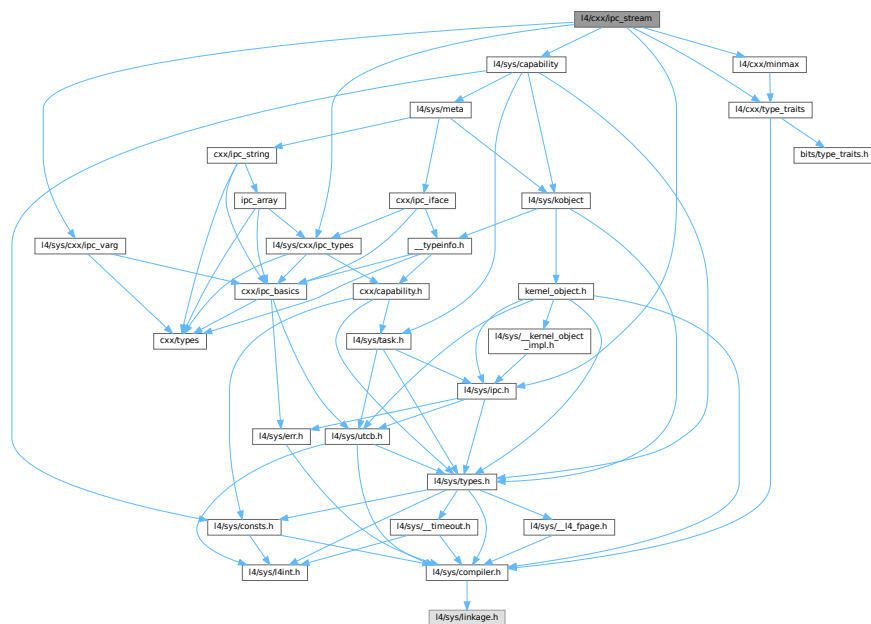 l4/cxx/ipc_stream
l4/sys/capability
l4/cxx/minmax
l4/sys/meta
l4/cxx/type_traits
cxx/ipc_string
bits/type_traits.h
ipc_array
cxx/ipc_iface
l4/sys/kobject
l4/sys/cxx/ipc_varg
l4/sys/cxx/ipc_types
__typeinfo.h
cxx/ipc_basics
cxx/capability.h
kernel_object.h
cxx/types
l4/sys/task.h
l4/sys/__kernel_object
_impl.h
l4/sys/ipc.h
l4/sys/err.h
l4/sys/utcb.h
l4/sys/types.h
l4/sys/consts.h
l4/sys/__timeout.h
l4/sys/__l4_fpage.h
l4/sys/l4int.h
l4/sys/compiler.h
l4/sys/linkage.h